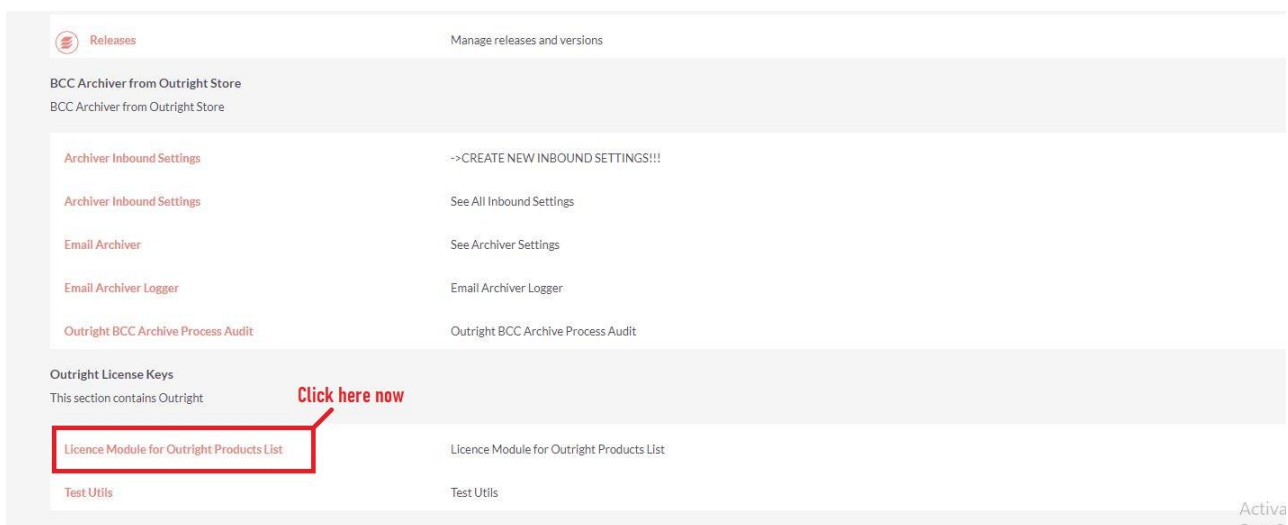 Releases Manage releases and versions
BCC Archiver from Outright Store
BCC Archiver from Outright Store
Archiver Inbound Settings ->CREATE NEW INBOUND SETTINGS!!!
Archiver Inbound Settings See All Inbound Settings
Email Archiver See Archiver Settings
Email Archiver Logger Email Archiver Logger
Outright BCC Archive Process Audit Outright BCC Archive Process Audit
Outright License Keys
This section contains Outright
Click here now
Licence Module for Outright Products List Licence Module for Outright Products List
Test Utils Test Utils
Activa